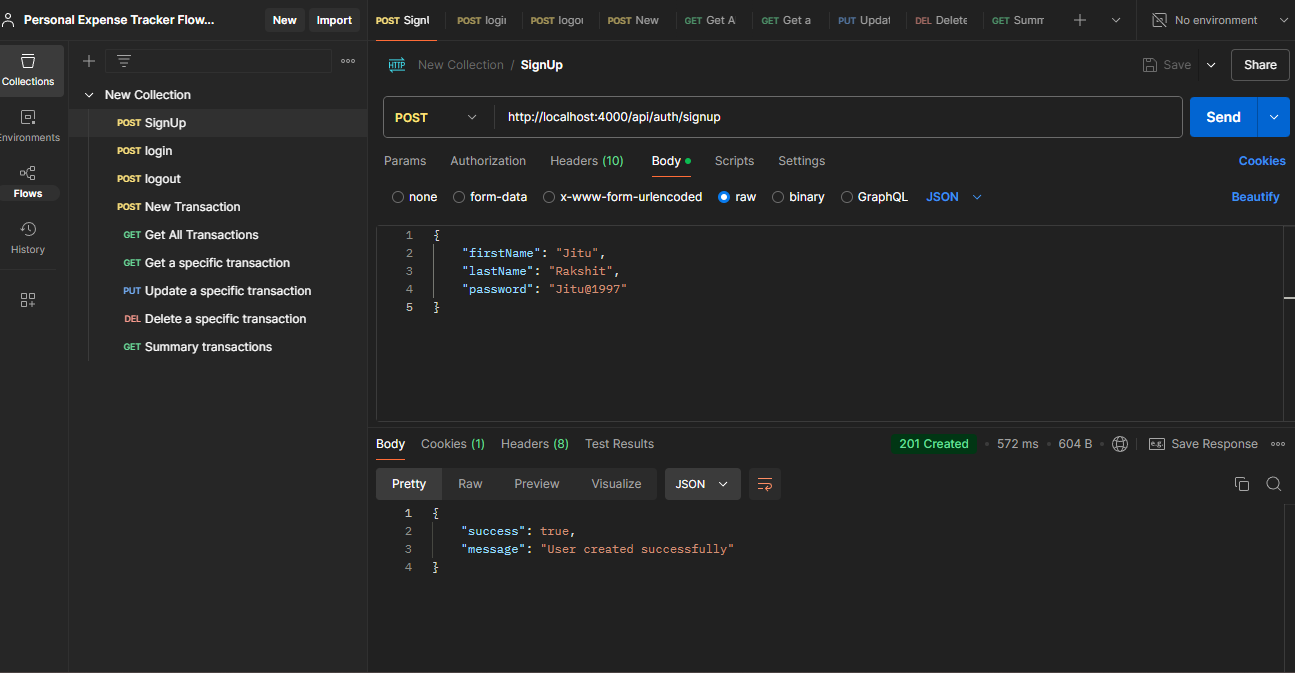 Personal Expense Tracker Flow... New Import POST SignU POST login POST logou POST New GET Get A GET Get a PUT Updat DEL Delete GET Summ No environment
Collections
Environments
Flows
History
New Collection
POST SignUp
POST login
POST logout
POST New Transaction
GET Get All Transactions
GET Get a specific transaction
PUT Update a specific transaction
DEL Delete a specific transaction
GET Summary transactions
HTTP New Collection / SignUp Save Share
POST http://localhost:4000/api/auth/signup Send
Params Authorization Headers (10) Body Scripts Settings Cookies
none form-data x-www-form-urlencoded raw binary GraphQL JSON Beautify
1 {
2 "firstName": "Jitu",
3 "lastName": "Rakshit",
4 "password": "Jitu@1997"
5 }
Body Cookies (1) Headers (8) Test Results 201 Created 572 ms 604 B e.g. Save Response
Pretty Raw Preview Visualize JSON
1 {
2 "success": true,
3 "message": "User created successfully"
4 }